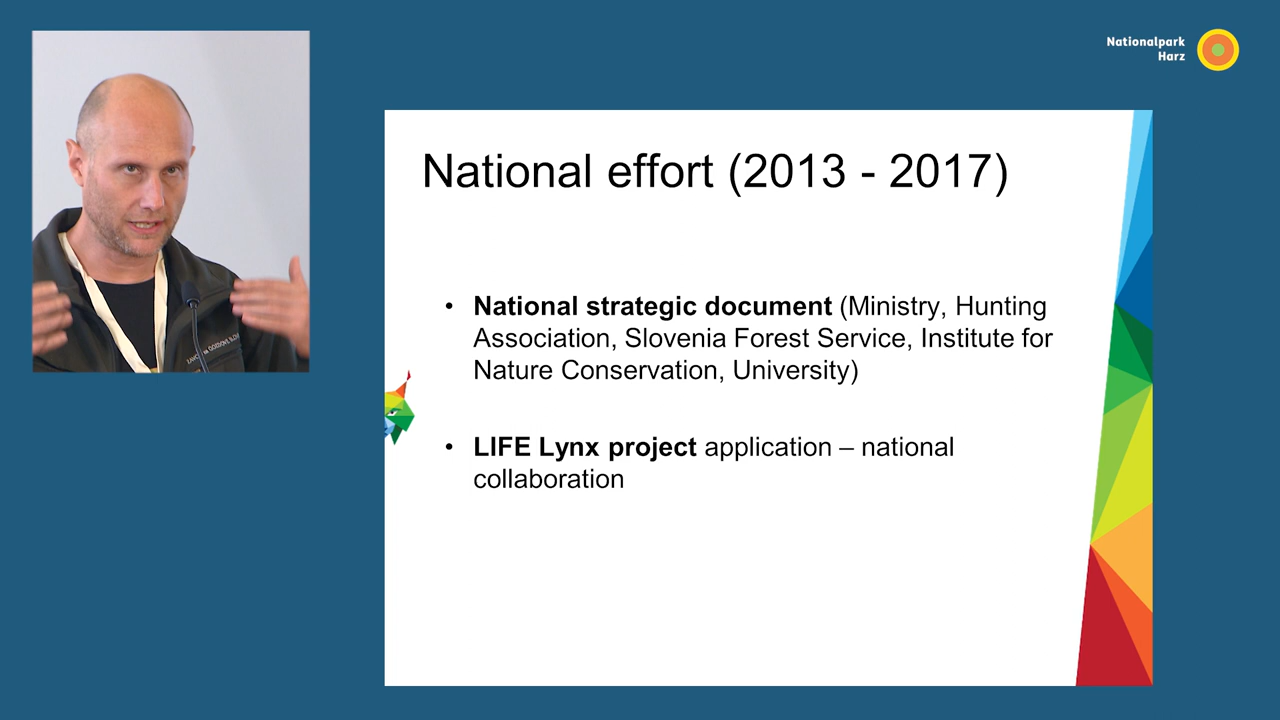 Nationalpark
Harz
National effort (2013 - 2017)
• National strategic document (Ministry, Hunting
Association, Slovenia Forest Service, Institute for
Nature Conservation, University)
• LIFE Lynx project application – national
collaboration